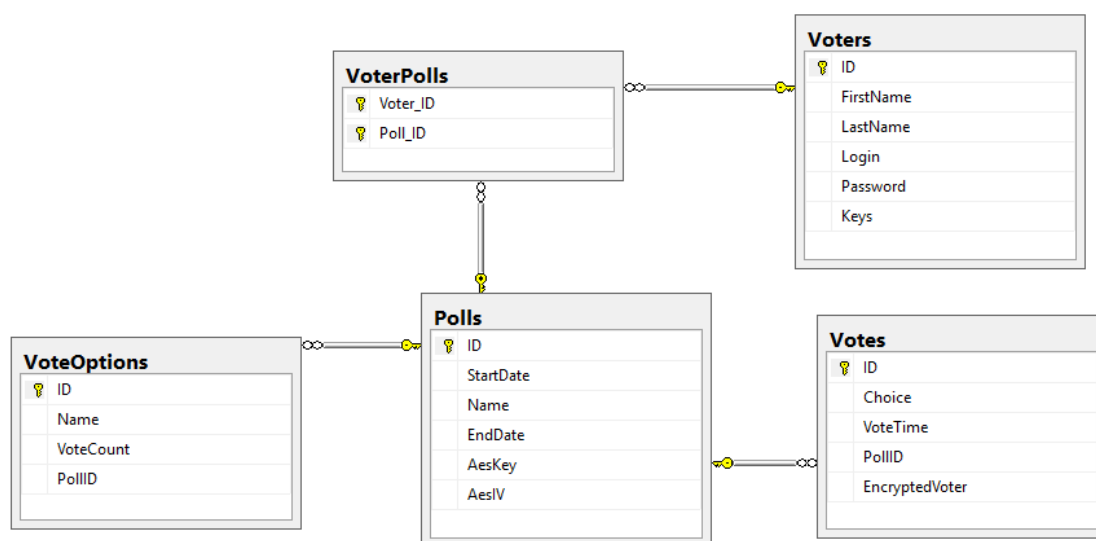 Voters
ID
FirstName
LastName
Login
Password
Keys
VoterPolls
Voter_ID
Poll_ID
Polls
ID
StartDate
Name
EndDate
AesKey
AesIV
VoteOptions
ID
Name
VoteCount
PollID
Votes
ID
Choice
VoteTime
PollID
EncryptedVoter